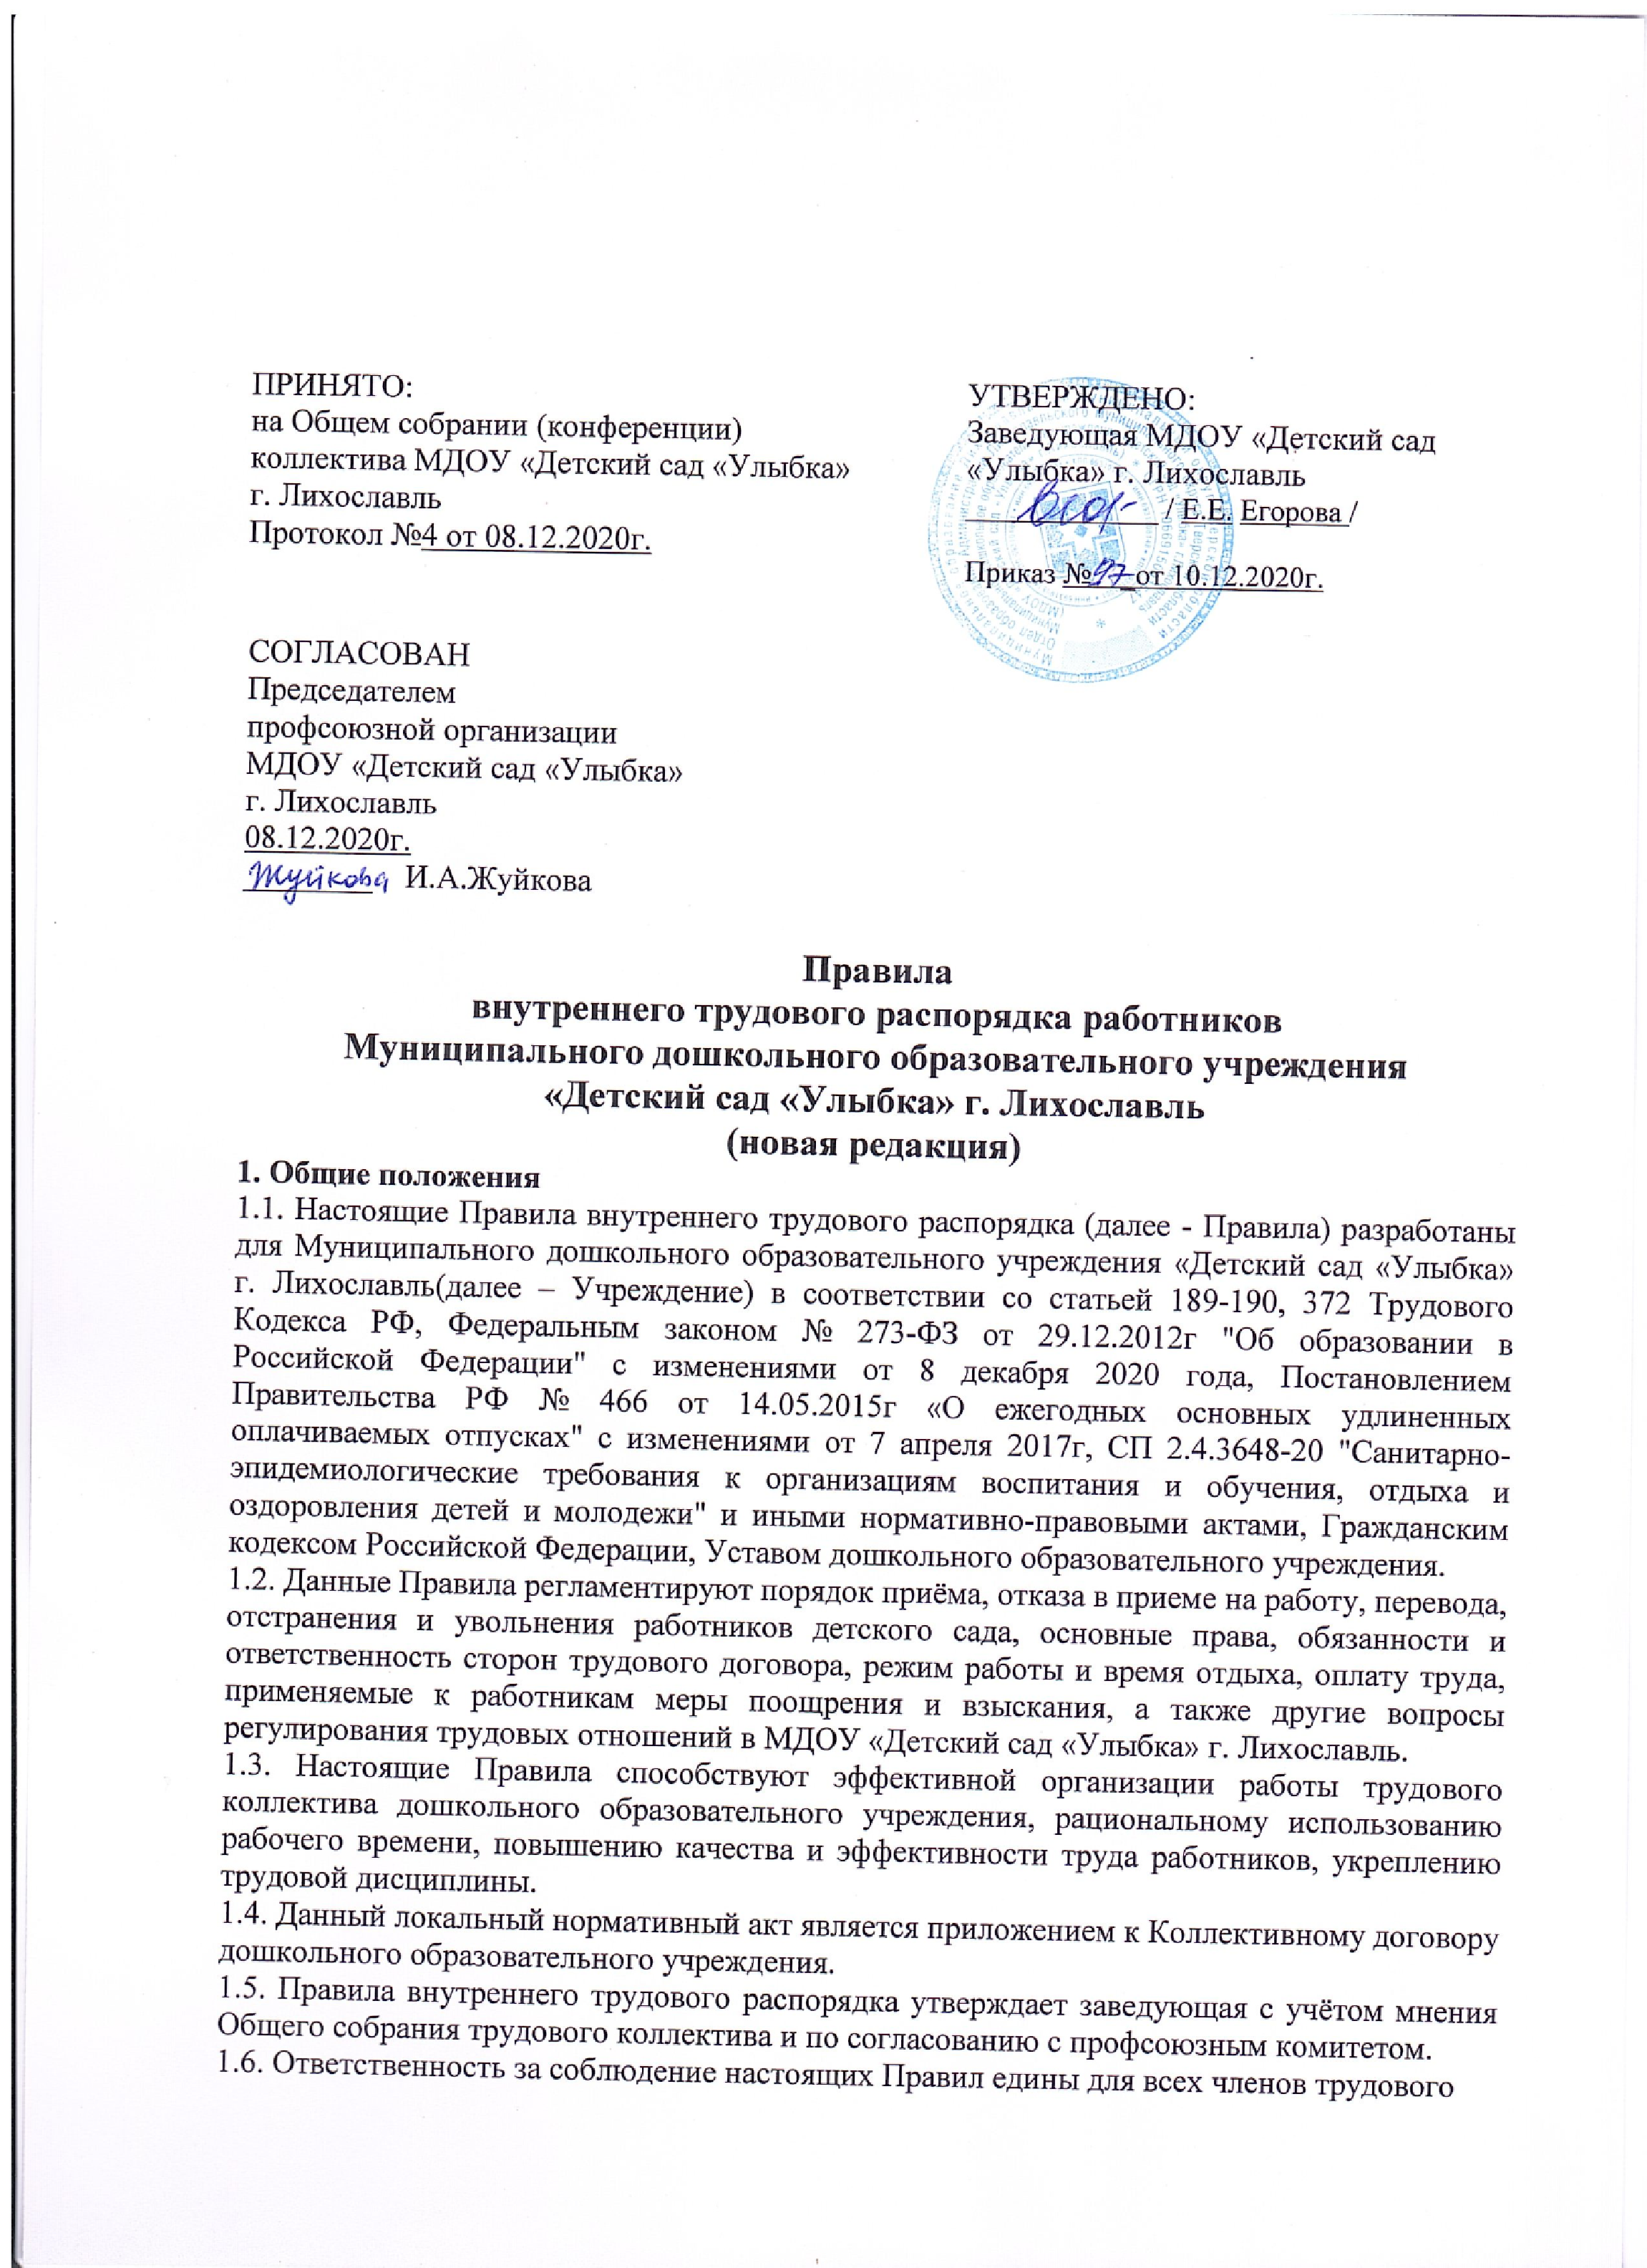 ПРИНЯТО:
на Общем собрании (конференции)
коллектива МДОУ «Детский сад «Улыбка»
г. Лихославль
Протокол №4 от 08.12.2020г.
УТВЕРЖДЕНО:
Заведующая МДОУ «Детский сад
«Улыбка» г. Лихославль
/ Е.Е. Егорова /
Приказ № 97 от 10.12.2020г.
СОГЛАСОВАН
Председателем
профсоюзной организации
МДОУ «Детский сад «Улыбка»
г. Лихославль
08.12.2020г.
Жуйкова И.А.Жуйкова
Правила
внутреннего трудового распорядка работников
Муниципального дошкольного образовательного учреждения
«Детский сад «Улыбка» г. Лихославль
(новая редакция)
1. Общие положения
1.1. Настоящие Правила внутреннего трудового распорядка (далее - Правила) разработаны
для Муниципального дошкольного образовательного учреждения «Детский сад «Улыбка»
г. Лихославль(далее – Учреждение) в соответствии со статьей 189-190, 372 Трудового
Кодекса РФ, Федеральным законом № 273-ФЗ от 29.12.2012г "Об образовании в
Российской Федерации" с изменениями от 8 декабря 2020 года, Постановлением
Правительства РФ № 466 от 14.05.2015г «О ежегодных основных удлиненных
оплачиваемых отпусках" с изменениями от 7 апреля 2017г, СП 2.4.3648-20 "Санитарно-
эпидемиологические требования к организациям воспитания и обучения, отдыха и
оздоровления детей и молодежи" и иными нормативно-правовыми актами, Гражданским
кодексом Российской Федерации, Уставом дошкольного образовательного учреждения.
1.2. Данные Правила регламентируют порядок приёма, отказа в приеме на работу, перевода,
отстранения и увольнения работников детского сада, основные права, обязанности и
ответственность сторон трудового договора, режим работы и время отдыха, оплату труда,
применяемые к работникам меры поощрения и взыскания, а также другие вопросы
регулирования трудовых отношений в МДОУ «Детский сад «Улыбка» г. Лихославль.
1.3. Настоящие Правила способствуют эффективной организации работы трудового
коллектива дошкольного образовательного учреждения, рациональному использованию
рабочего времени, повышению качества и эффективности труда работников, укреплению
трудовой дисциплины.
1.4. Данный локальный нормативный акт является приложением к Коллективному договору
дошкольного образовательного учреждения.
1.5. Правила внутреннего трудового распорядка утверждает заведующая с учётом мнения
Общего собрания трудового коллектива и по согласованию с профсоюзным комитетом.
1.6. Ответственность за соблюдение настоящих Правил едины для всех членов трудового